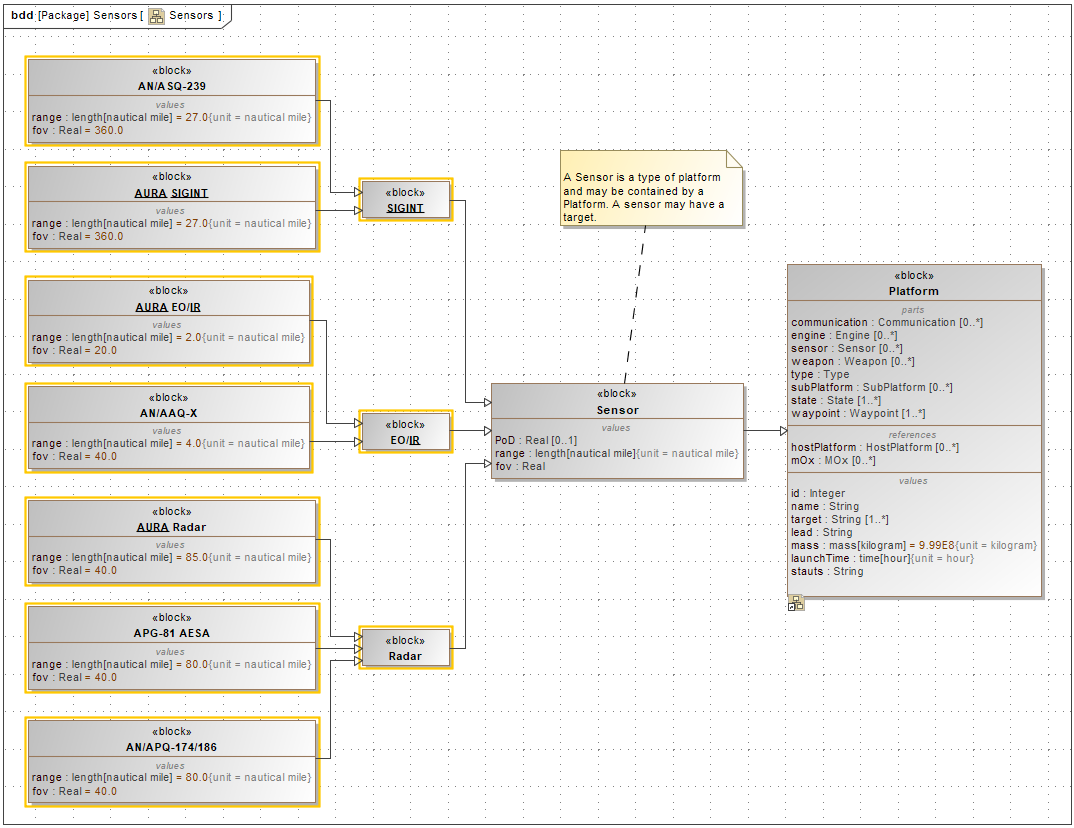 bdd [Package] Sensors [ Sensors ]
«block»
AN/ASQ-239
values
range : length[nautical mile] = 27.0{unit = nautical mile}
fov : Real = 360.0
«block»
AURA SIGINT
values
range : length[nautical mile] = 27.0{unit = nautical mile}
fov : Real = 360.0
«block»
AURA EO/IR
values
range : length[nautical mile] = 2.0{unit = nautical mile}
fov : Real = 20.0
«block»
AN/AAQ-X
values
range : length[nautical mile] = 4.0{unit = nautical mile}
fov : Real = 40.0
«block»
AURA Radar
values
range : length[nautical mile] = 85.0{unit = nautical mile}
fov : Real = 40.0
«block»
APG-81 AESA
values
range : length[nautical mile] = 80.0{unit = nautical mile}
fov : Real = 40.0
«block»
AN/APQ-174/186
values
range : length[nautical mile] = 80.0{unit = nautical mile}
fov : Real = 40.0
«block»
SIGINT
«block»
EO/IR
«block»
Radar
A Sensor is a type of platform
and may be contained by a
Platform. A sensor may have a
target.
«block»
Sensor
values
PoD : Real [0..1]
range : length[nautical mile]{unit = nautical mile}
fov : Real
«block»
Platform
parts
communication : Communication [0..*]
engine : Engine [0..*]
sensor : Sensor [0..*]
weapon : Weapon [0..*]
type : Type
subPlatform : SubPlatform [0..*]
state : State [1..*]
waypoint : Waypoint [1..*]
references
hostPlatform : HostPlatform [0..*]
mOx : MOx [0..*]
values
id : Integer
name : String
target : String [1..*]
lead : String
mass : mass[kilogram] = 9.99E8{unit = kilogram}
launchTime : time[hour]{unit = hour}
stauts : String